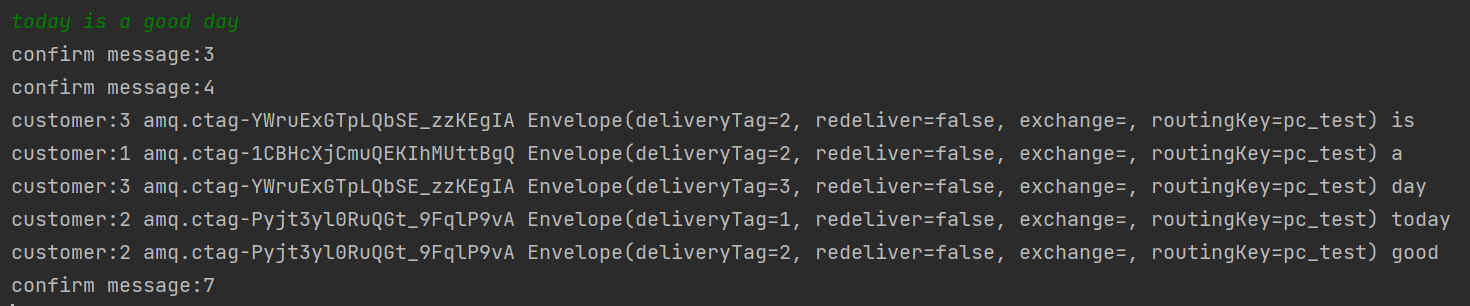 today is a good day
confirm message:3
confirm message:4
customer:3 amq.ctag-YWruExGTpLQbSE_zzKEgIA Envelope(deliveryTag=2, redeliver=false, exchange=, routingKey=pc_test) is
customer:1 amq.ctag-1CBHcXjCmuQEKIhMUttBgQ Envelope(deliveryTag=2, redeliver=false, exchange=, routingKey=pc_test) a
customer:3 amq.ctag-YWruExGTpLQbSE_zzKEgIA Envelope(deliveryTag=3, redeliver=false, exchange=, routingKey=pc_test) day
customer:2 amq.ctag-Pyjt3yl0RuQGt_9FqlP9vA Envelope(deliveryTag=1, redeliver=false, exchange=, routingKey=pc_test) today
customer:2 amq.ctag-Pyjt3yl0RuQGt_9FqlP9vA Envelope(deliveryTag=2, redeliver=false, exchange=, routingKey=pc_test) good
confirm message:7